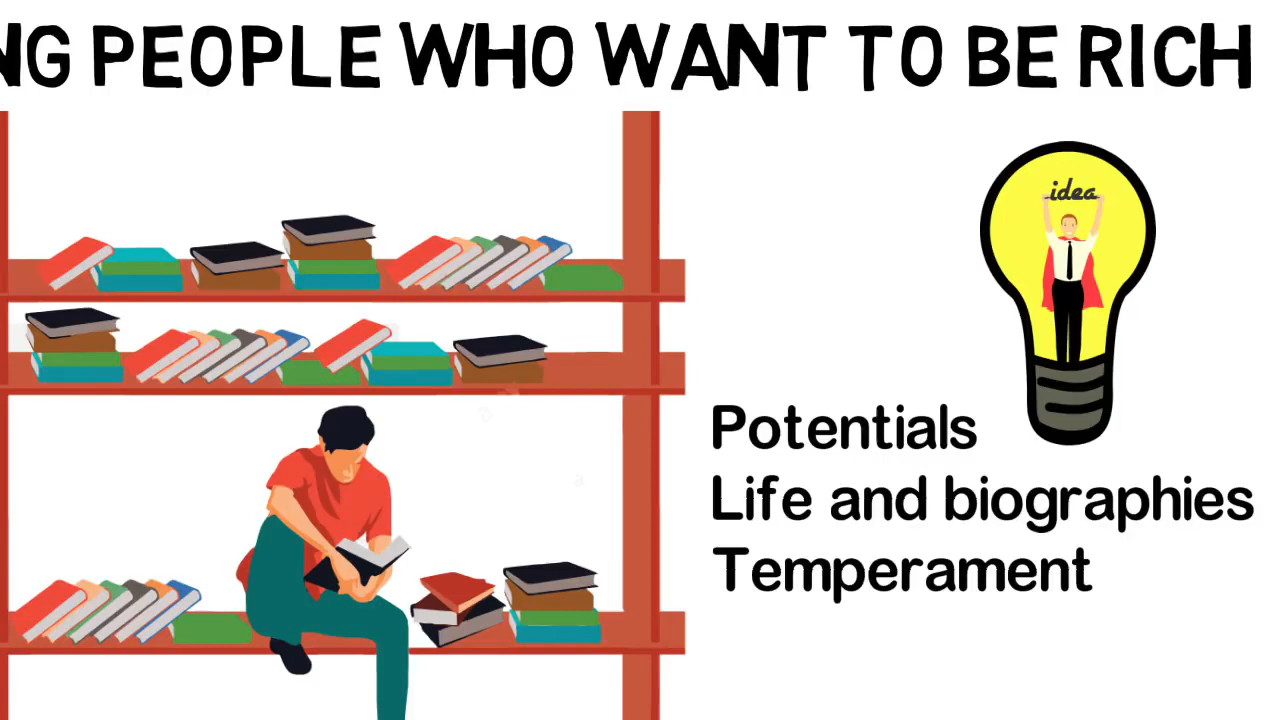 NG PEOPLE WHO WANT TO BE RICH
idea
Potentials
Life and biographies
Temperament